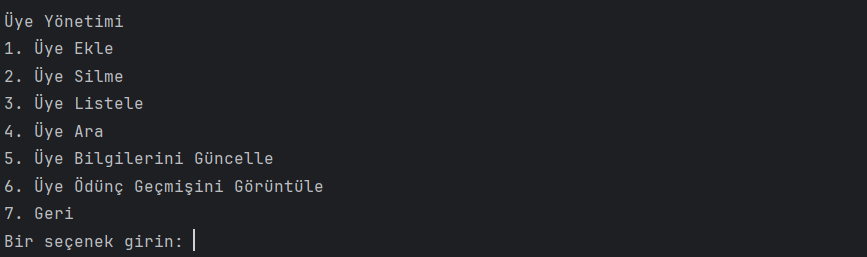 Üye Yönetimi
1. Üye Ekle
2. Üye Silme
3. Üye Listele
4. Üye Ara
5. Üye Bilgilerini Güncelle
6. Üye Ödünç Geçmişini Görüntüle
7. Geri
Bir seçenek girin: